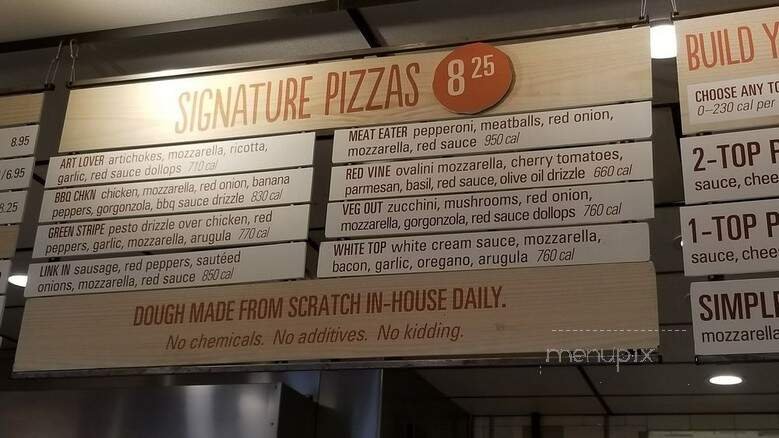 SIGNATURE PIZZAS 8 25
ART LOVER artichokes, mozzarella, ricotta,
garlic, red sauce dollops 710 cal
BBQ CHKN chicken, mozzarella, red onion, banana
peppers, gorgonzola, bbq sauce drizzle 830 cal
GREEN STRIPE pesto drizzle over chicken, red
peppers, garlic, mozzarella, arugula 770 cal
LINK IN sausage, red peppers, sautéed
onions, mozzarella, red sauce 850 cal
MEAT EATER pepperoni, meatballs, red onion,
mozzarella, red sauce 950 cal
RED VINE ovalini mozzarella, cherry tomatoes,
parmesan, basil, red sauce, olive oil drizzle 660 cal
VEG OUT zucchini, mushrooms, red onion,
mozzarella, gorgonzola, red sauce dollops 760 cal
WHITE TOP white cream sauce, mozzarella,
bacon, garlic, oregano, arugula 760 cal
DOUGH MADE FROM SCRATCH IN-HOUSE DAILY.
No chemicals. No additives. No kidding.
8.95
/6.95
8.25
BUILD Y
CHOOSE ANY TO
0–230 cal per
2-TOP P
sauce, chee
1-TOP P
sauce, chee
SIMPLE
mozzarella
menupix